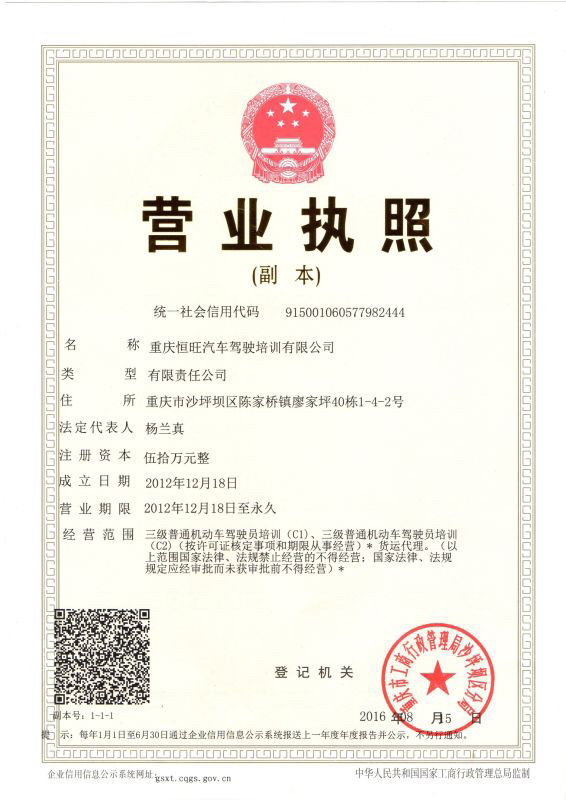 营业执照
(副 本)
统一社会信用代码 915001060577982444
名 称 重庆恒旺汽车驾驶培训有限公司
类 型 有限责任公司
住 所 重庆市沙坪坝区陈家桥镇廖家坪40栋1-4-2号
法定代表人 杨兰真
注册资本 伍拾万元整
成立日期 2012年12月18日
营业期限 2012年12月18日至永久
经营范围 三级普通机动车驾驶员培训(C1)、三级普通机动车驾驶员培训
(C2)(按许可证核定事项和期限从事经营)* 货运代理。(以
上范围国家法律、法规禁止经营的不得经营；国家法律、法规
规定应经审批而未获审批前不得经营)*
登记机关
重庆市工商行政管理局沙坪坝区分局
副本号：1-1-1
2016年08月15日
提 示：每年1月1日至6月30日通过企业信用信息公示系统报送上一年度年度报告并公示，不另行通知。
企业信用信息公示系统网址：gsxt.cqgs.gov.cn
中华人民共和国国家工商行政管理总局监制